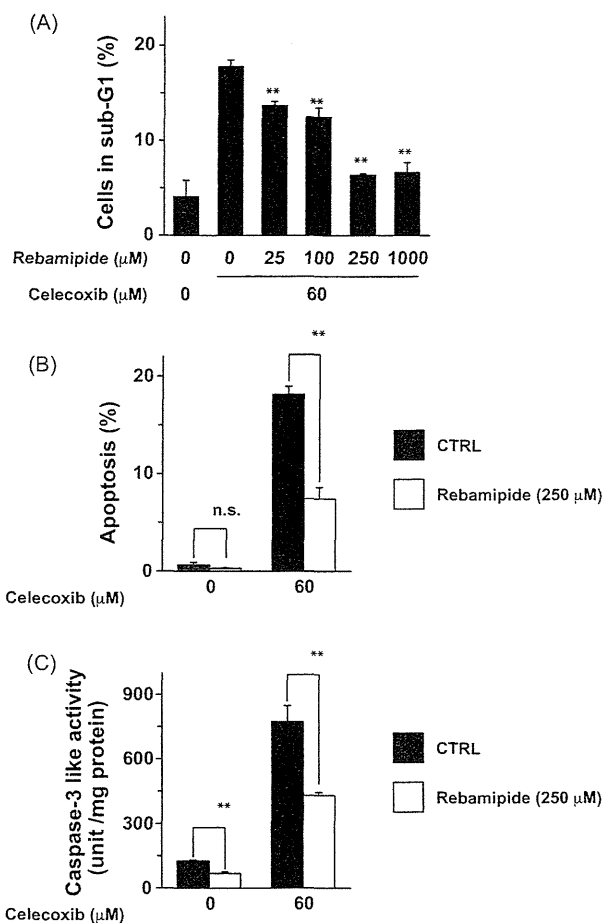 (A)
Cells in sub-G1 (%)
20
10
0
** ** ** **
Rebamipide (μM) 0 0 25 100 250 1000
Celecoxib (μM) 0 60
(B)
Apoptosis (%)
20
10
0
n.s.
**
0 60
Celecoxib (μM)
CTRL
Rebamipide (250 μM)
(C)
Caspase-3 like activity
(unit /mg protein)
900
600
300
0
**
**
0 60
Celecoxib (μM)
CTRL
Rebamipide (250 μM)